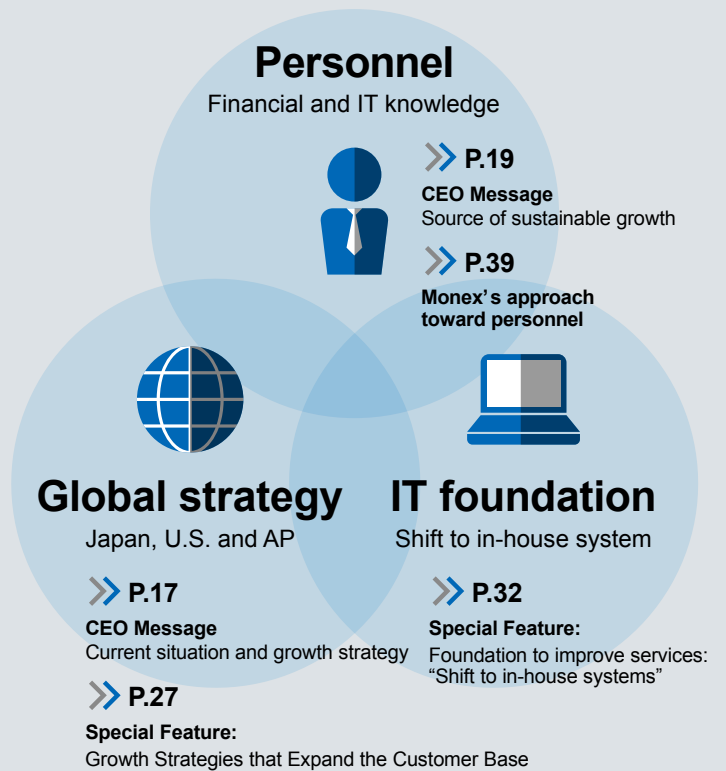 Personnel
Financial and IT knowledge
P.19
CEO Message
Source of sustainable growth
P.39
Monex's approach
toward personnel
Global strategy
Japan, U.S. and AP
P.17
CEO Message
Current situation and growth strategy
P.27
Special Feature:
Growth Strategies that Expand the Customer Base
IT foundation
Shift to in-house system
P.32
Special Feature:
Foundation to improve services:
“Shift to in-house systems”